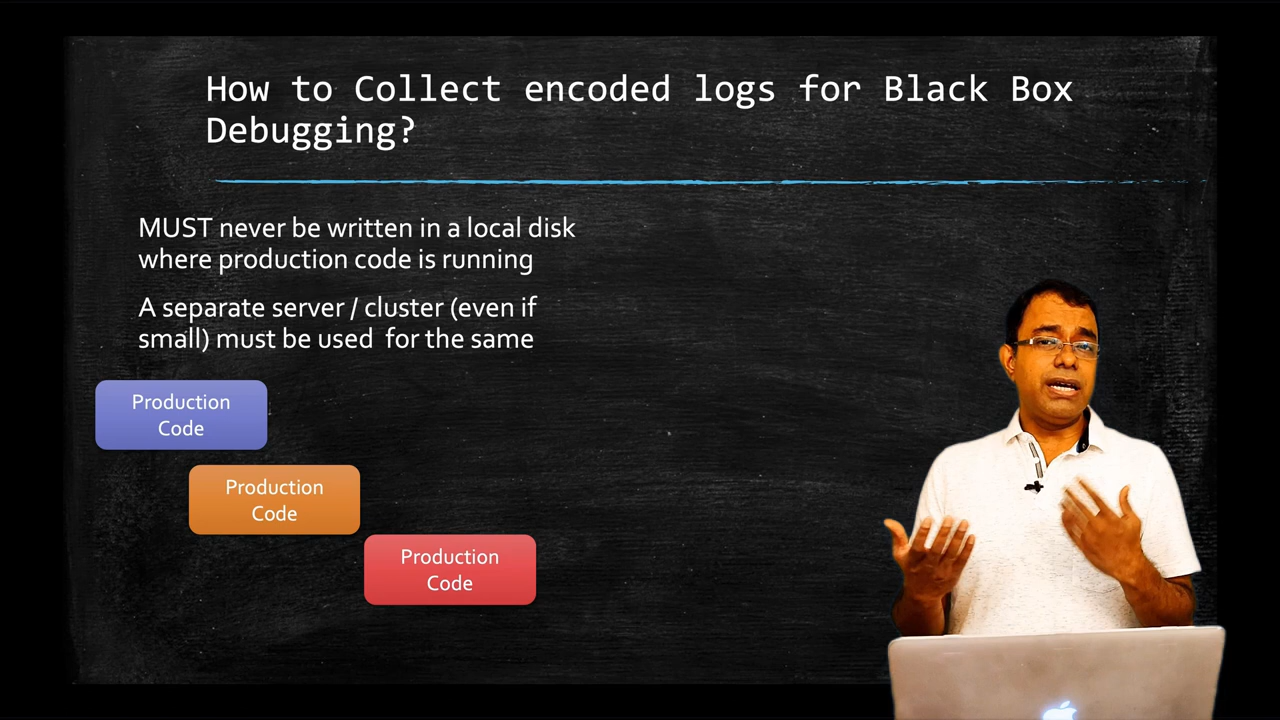 How to Collect encoded logs for Black Box
Debugging?
MUST never be written in a local disk
where production code is running
A separate server / cluster (even if
small) must be used for the same
Production
Code
Production
Code
Production
Code